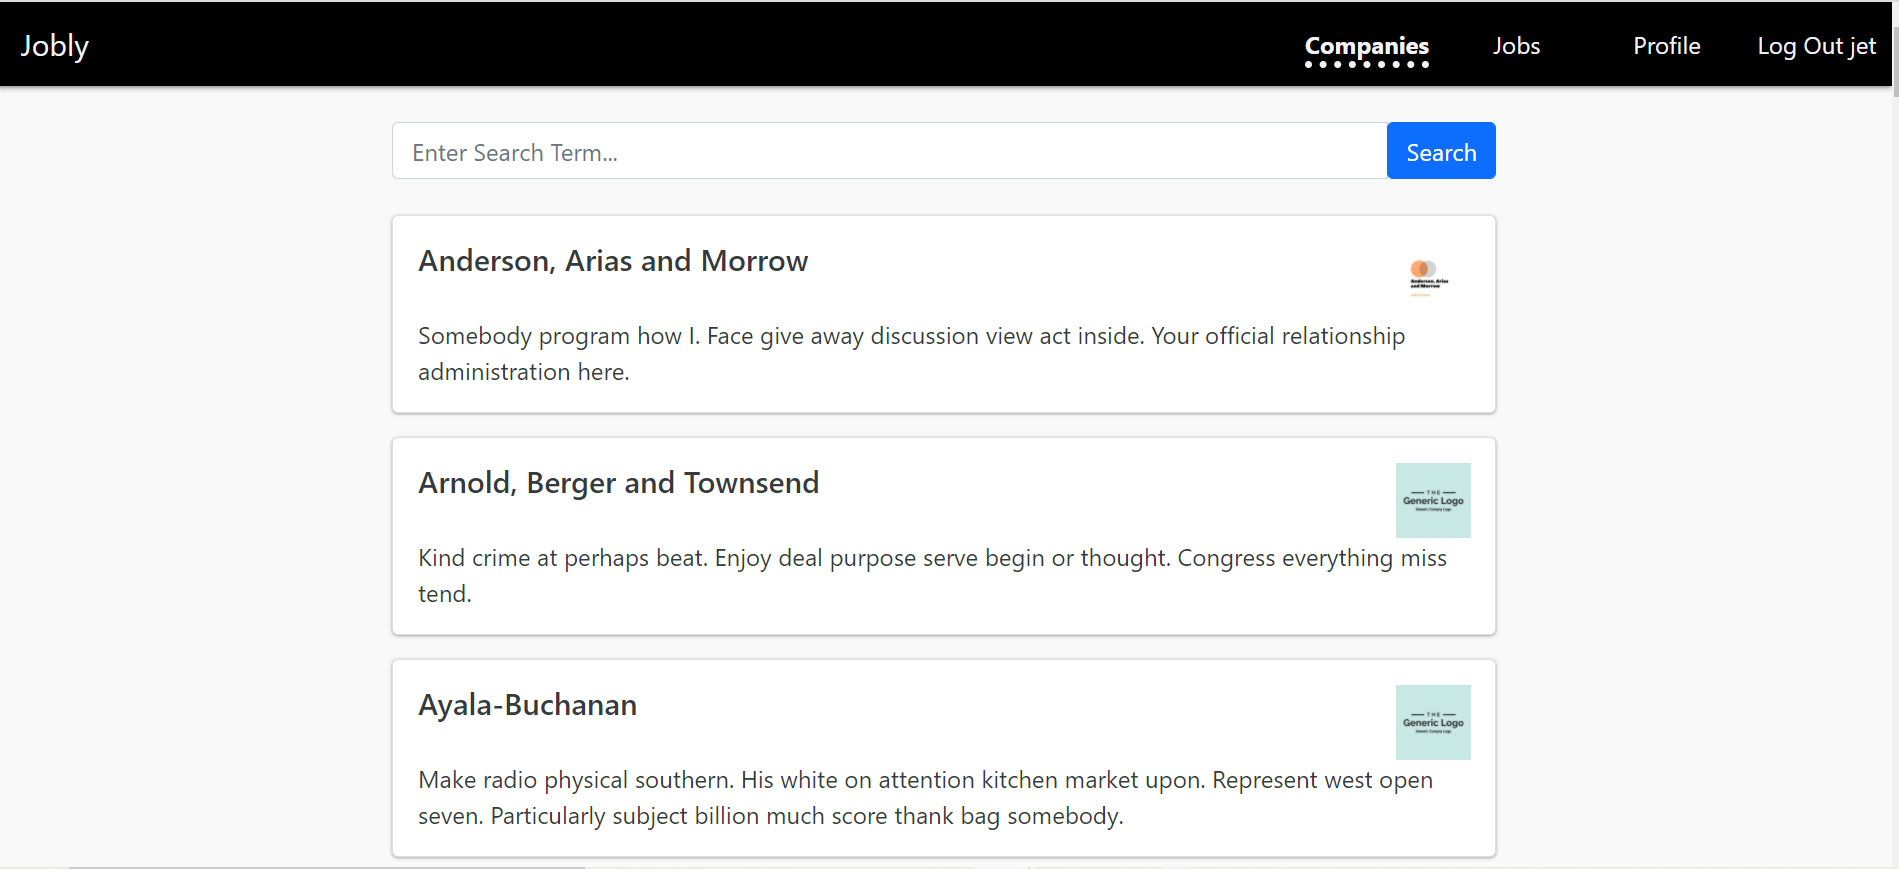 Jobly
Companies
Jobs
Profile
Log Out jet
Enter Search Term...
Search
Anderson, Arias and Morrow
Anderson, Arias
and Morrow
Somebody program how I. Face give away discussion view act inside. Your official relationship
administration here.
Arnold, Berger and Townsend
THE
Generic Logo
Kind crime at perhaps beat. Enjoy deal purpose serve begin or thought. Congress everything miss
tend.
Ayala-Buchanan
THE
Generic Logo
Make radio physical southern. His white on attention kitchen market upon. Represent west open
seven. Particularly subject billion much score thank bag somebody.